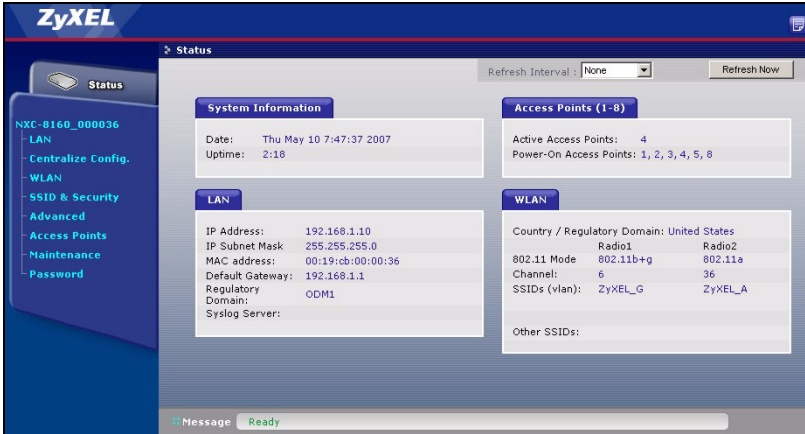 ZyXEL
Status
Status
Refresh Interval : None
Refresh Now
NXC-8160_000036
LAN
Centralize Config.
WLAN
SSID & Security
Advanced
Access Points
Maintenance
Password
System Information
Date: Thu May 10 7:47:37 2007
Uptime: 2:18
Access Points (1-8)
Active Access Points: 4
Power-On Access Points: 1, 2, 3, 4, 5, 8
LAN
IP Address: 192.168.1.10
IP Subnet Mask 255.255.255.0
MAC address: 00:19:cb:00:00:36
Default Gateway: 192.168.1.1
Regulatory
Domain: ODM1
Syslog Server:
WLAN
Country / Regulatory Domain: United States
Radio1 Radio2
802.11 Mode 802.11b+g 802.11a
Channel: 6 36
SSIDs (vlan): ZyXEL_G ZyXEL_A
Other SSIDs:
Message Ready